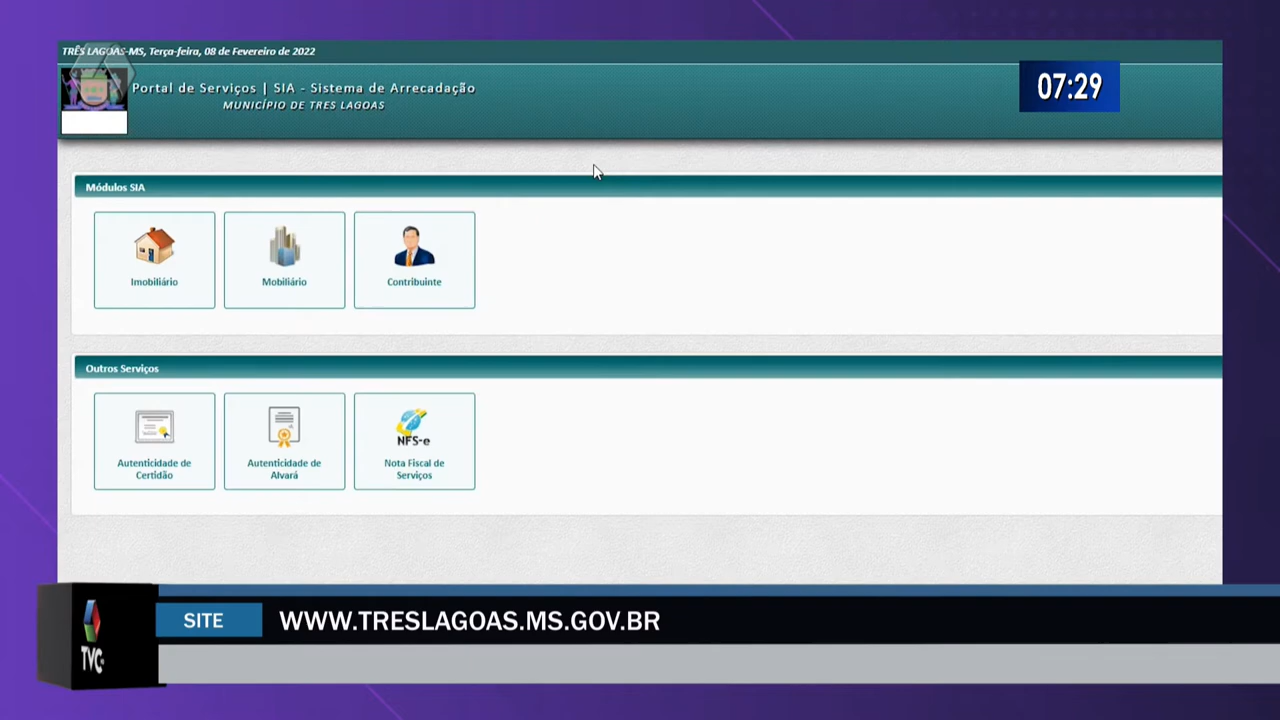 TRÊS LAGOAS-MS, Terça-feira, 08 de Fevereiro de 2022
Portal de Serviços | SIA - Sistema de Arrecadação
MUNICÍPIO DE TRES LAGOAS
07:29
Módulos SIA
Imobiliário
Mobiliário
Contribuinte
Outros Serviços
Autenticidade de
Certidão
Autenticidade de
Alvará
NFS-e
Nota Fiscal de
Serviços
SITE
WWW.TRESLAGOAS.MS.GOV.BR
TVC